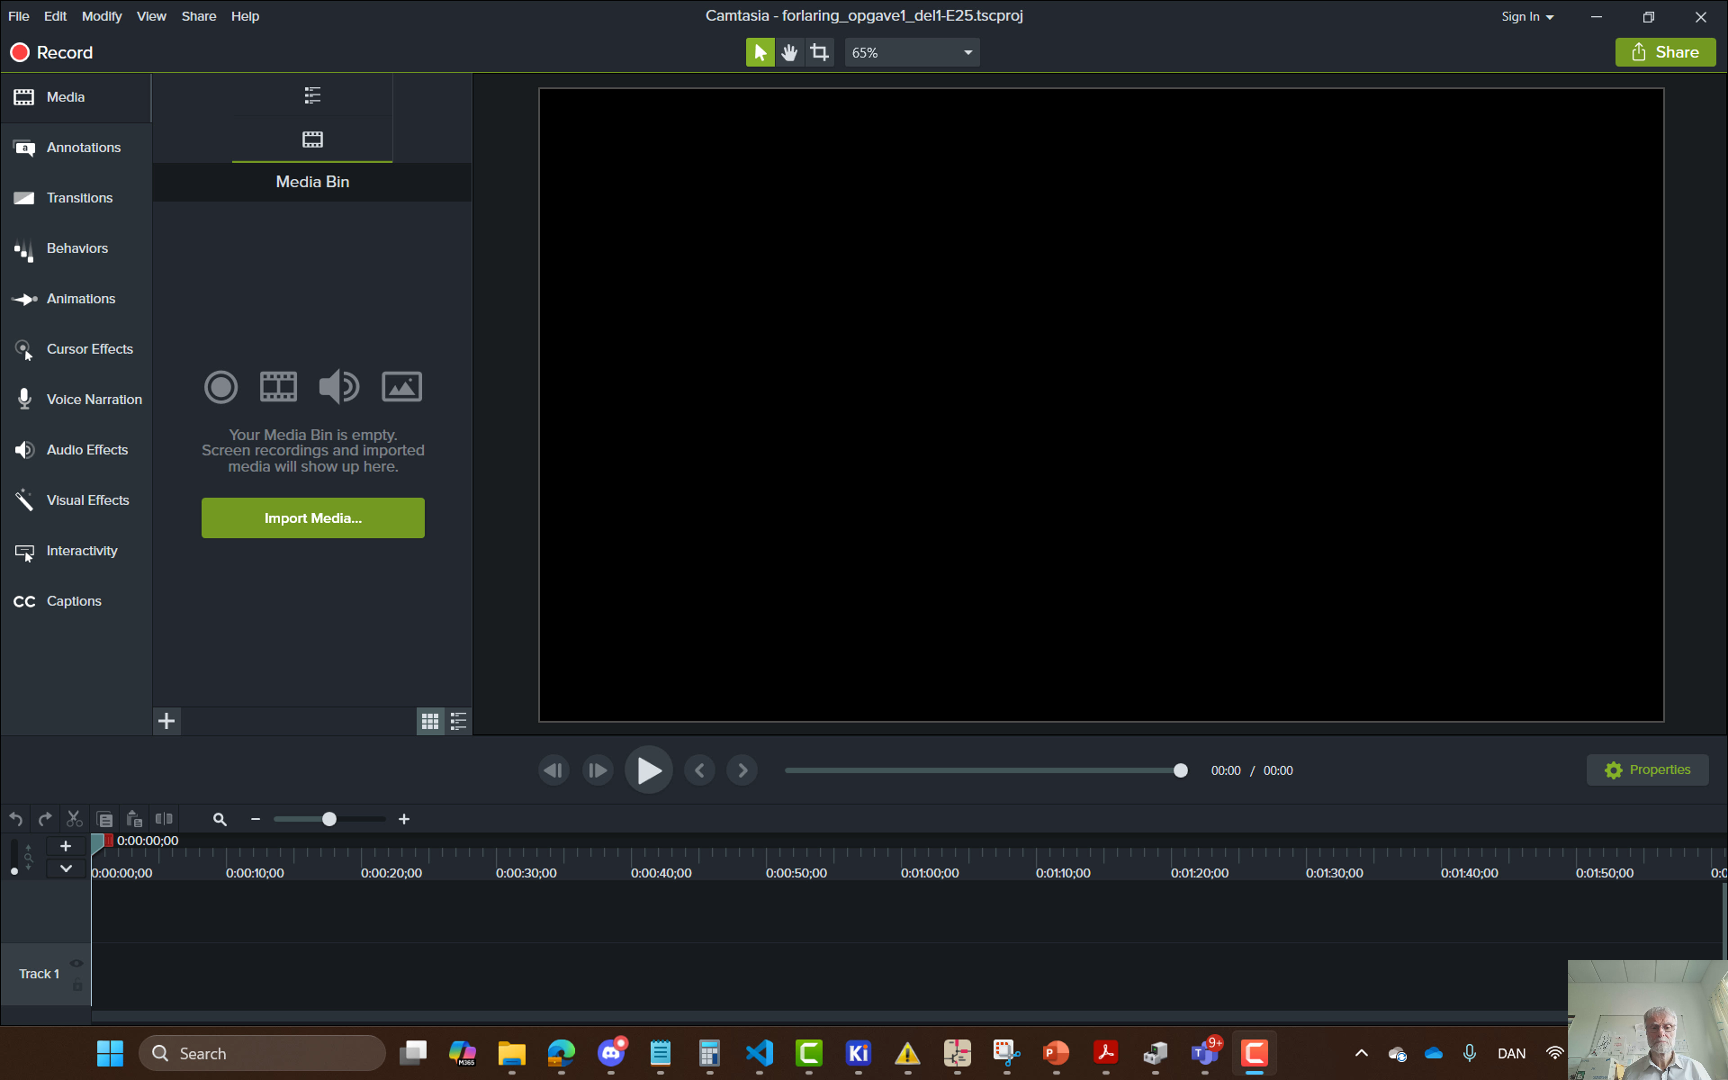 File Edit Modify View Share Help
Camtasia - forlaring_opgave1_del1-E25.tscproj
Sign In
Record
65%
Share
Media
Annotations
Transitions
Behaviors
Animations
Cursor Effects
Voice Narration
Audio Effects
Visual Effects
Interactivity
CC Captions
Media Bin
Your Media Bin is empty.
Screen recordings and imported
media will show up here.
Import Media...
00:00 / 00:00
Properties
0:00:00;00
0:00:00;00 0:00:10;00 0:00:20;00 0:00:30;00 0:00:40;00 0:00:50;00 0:01:00;00 0:01:10;00 0:01:20;00 0:01:30;00 0:01:40;00 0:01:50;00
Track 1
Search
M365
Ki
9+
DAN